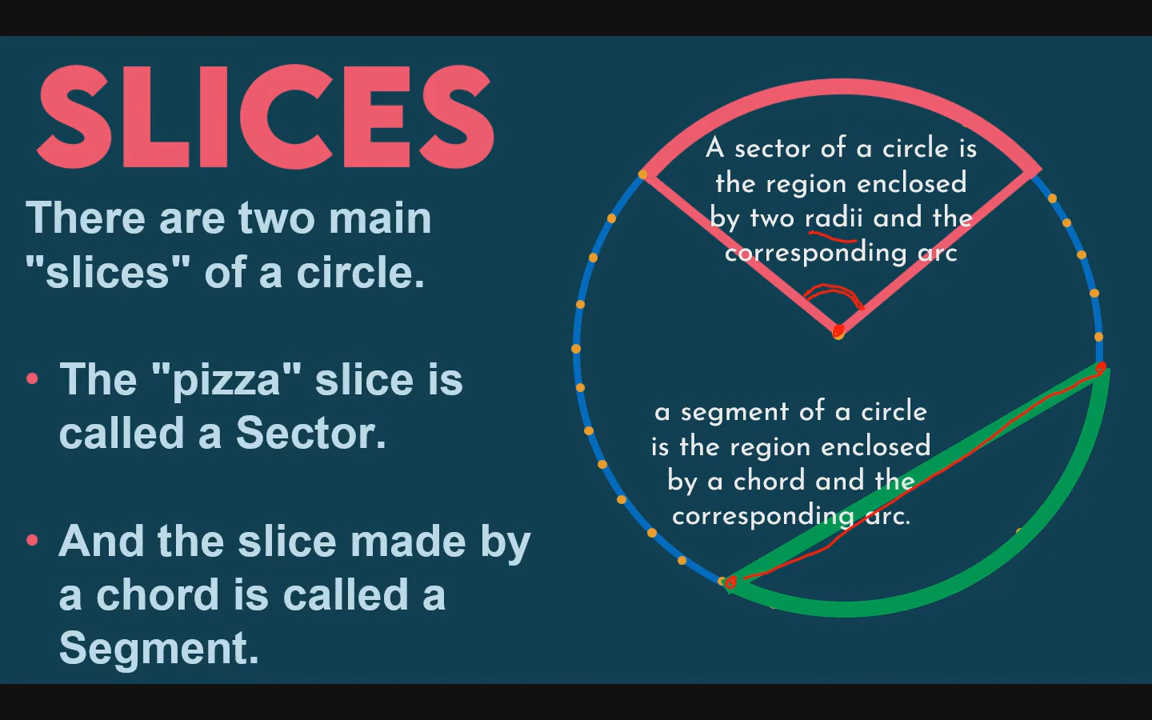 SLICES
There are two main
"slices" of a circle.
• The "pizza" slice is
called a Sector.
• And the slice made by
a chord is called a
Segment.
A sector of a circle is
the region enclosed
by two radii and the
corresponding arc
a segment of a circle
is the region enclosed
by a chord and the
corresponding arc.